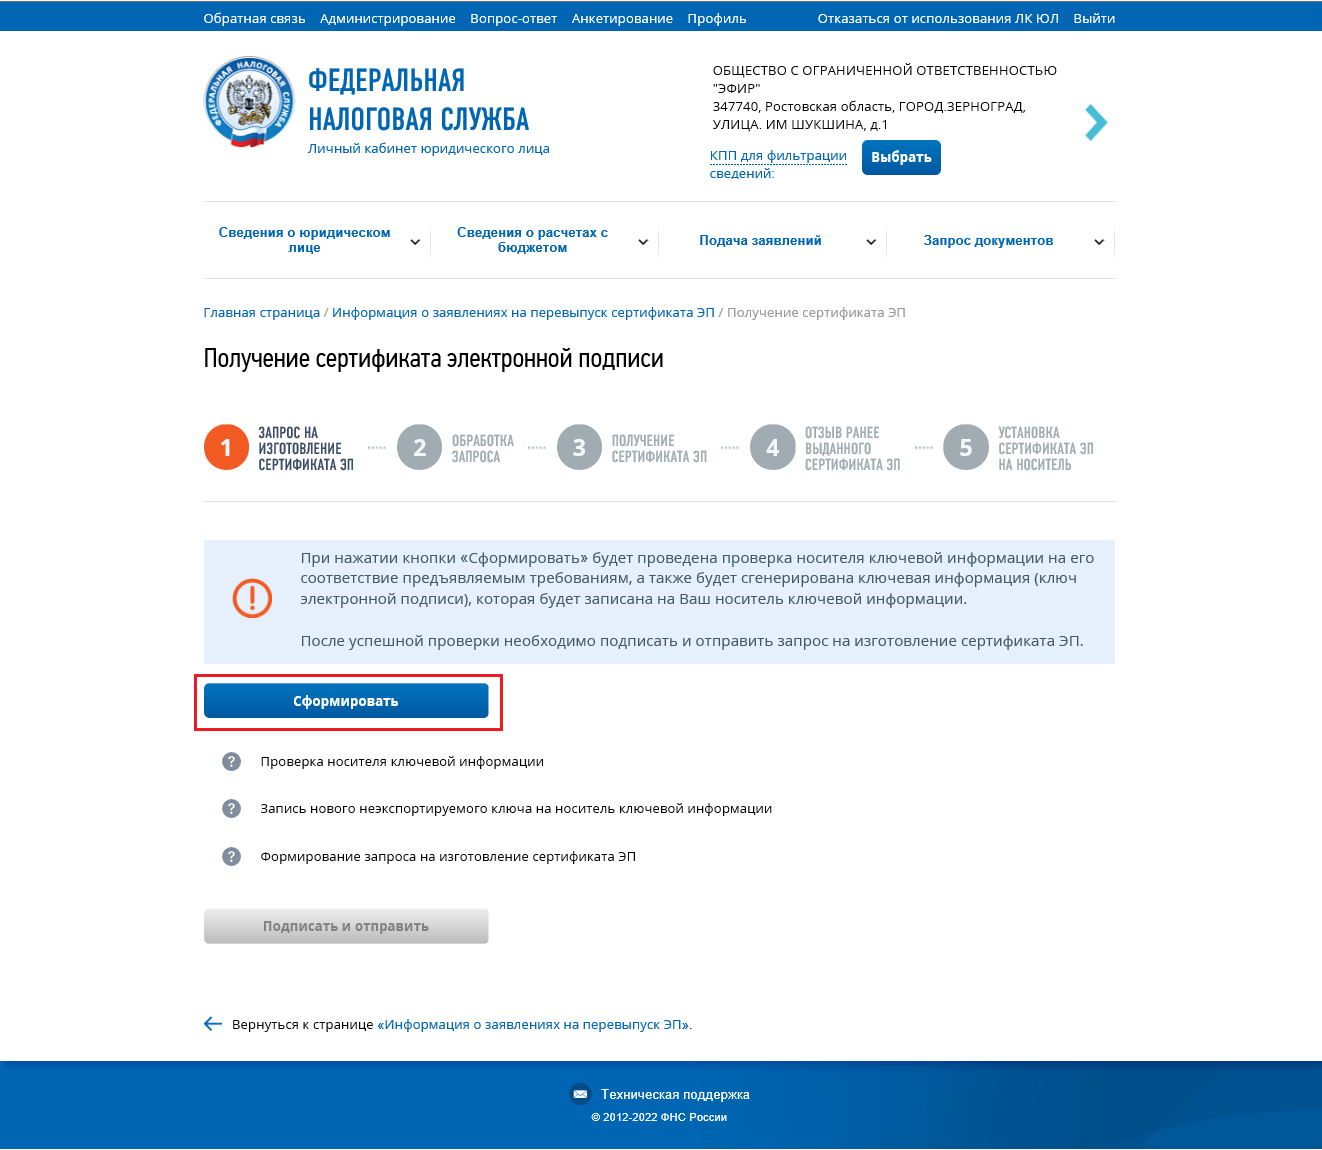 Обратная связь Администрирование Вопрос-ответ Анкетирование Профиль Отказаться от использования ЛК ЮЛ Выйти
ФЕДЕРАЛЬНАЯ НАЛОГОВАЯ СЛУЖБА
ФЕДЕРАЛЬНАЯ
НАЛОГОВАЯ СЛУЖБА
Личный кабинет юридического лица
ОБЩЕСТВО С ОГРАНИЧЕННОЙ ОТВЕТСТВЕННОСТЬЮ
"ЭФИР"
347740, Ростовская область, ГОРОД.ЗЕРНОГРАД,
УЛИЦА. ИМ ШУКШИНА, д.1
КПП для фильтрации
сведений:
Выбрать
Сведения о юридическом
лице
Сведения о расчетах с
бюджетом
Подача заявлений
Запрос документов
Главная страница / Информация о заявлениях на перевыпуск сертификата ЭП / Получение сертификата ЭП
Получение сертификата электронной подписи
1
ЗАПРОС НА
ИЗГОТОВЛЕНИЕ
СЕРТИФИКАТА ЭП
2
ОБРАБОТКА
ЗАПРОСА
3
ПОЛУЧЕНИЕ
СЕРТИФИКАТА ЭП
4
ОТЗЫВ РАНЕЕ
ВЫДАННОГО
СЕРТИФИКАТА ЭП
5
УСТАНОВКА
СЕРТИФИКАТА ЭП
НА НОСИТЕЛЬ
При нажатии кнопки «Сформировать» будет проведена проверка носителя ключевой информации на его
соответствие предъявляемым требованиям, а также будет сгенерирована ключевая информация (ключ
электронной подписи), которая будет записана на Ваш носитель ключевой информации.
После успешной проверки необходимо подписать и отправить запрос на изготовление сертификата ЭП.
Сформировать
? Проверка носителя ключевой информации
? Запись нового неэкспортируемого ключа на носитель ключевой информации
? Формирование запроса на изготовление сертификата ЭП
Подписать и отправить
Вернуться к странице «Информация о заявлениях на перевыпуск ЭП».
Техническая поддержка
© 2012-2022 ФНС России